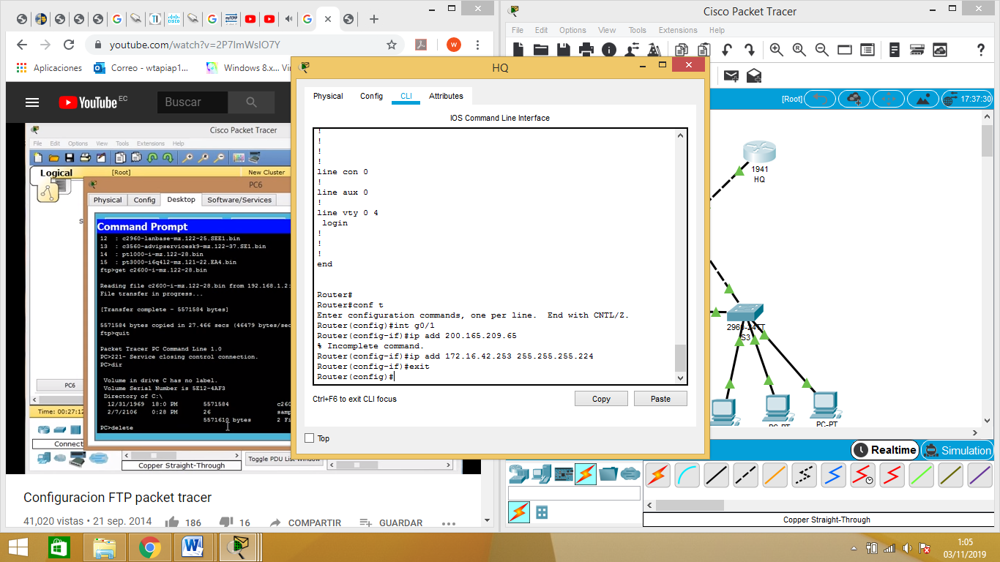 youtube.com/watch?v=2P7ImWsIO7Y
W
Aplicaciones
Correo - wtapiap1...
Windows 8.x...
YouTube EC
Buscar
Cisco Packet Tracer
File Edit Options View Tools Extensions Help
Logical
[Root]
New Cluster
PC6
Physical Config Desktop Software/Services
Command Prompt
12 : c2960-lanbase-mz.122-25.SEE1.bin
13 : c3560-advipservicesk9-mz.122-37.SE1.bin
14 : pt1000-i-mz.122-28.bin
15 : pt3000-i6q4l2-mz.121-22.EA4.bin
ftp>get c2600-i-mz.122-28.bin
Reading file c2600-i-mz.122-28.bin from 192.168.1.2:
File transfer in progress...
[Transfer complete - 5571584 bytes]
5571584 bytes copied in 27.466 secs (46479 bytes/sec
ftp>quit
Packet Tracer PC Command Line 1.0
PC>221- Service closing control connection.
PC>dir
Volume in drive C has no label.
Volume Serial Number is 5E12-4AF3
Directory of C:\
12/31/1969 18:0 PM 5571584 c260
2/7/2106 0:28 PM 26 samp
5571610 bytes 2 Fi
PC>delete
PC6
Time: 00:27:12
Connect
Copper Straight-Through
Toggle PDU List Window
Configuracion FTP packet tracer
41,020 vistas • 21 sep. 2014
186
16
COMPARTIR
GUARDAR
HQ
Physical Config CLI Attributes
IOS Command Line Interface
!
!
!
!
line con 0
!
line aux 0
!
line vty 0 4
login
!
!
!
end
Router#
Router#conf t
Enter configuration commands, one per line. End with CNTL/Z.
Router(config)#int g0/1
Router(config-if)#ip add 200.165.209.65
% Incomplete command.
Router(config-if)#ip add 172.16.42.253 255.255.255.224
Router(config-if)#exit
Router(config)#
Ctrl+F6 to exit CLI focus
Copy
Paste
Top
Cisco Packet Tracer
File Edit Options View Tools Extensions Help
[Root]
17:37:30
1941
HQ
2960-24TT
S3
PC-PT
PC-PT
Realtime
Simulation
Copper Straight-Through
1:05
03/11/2019